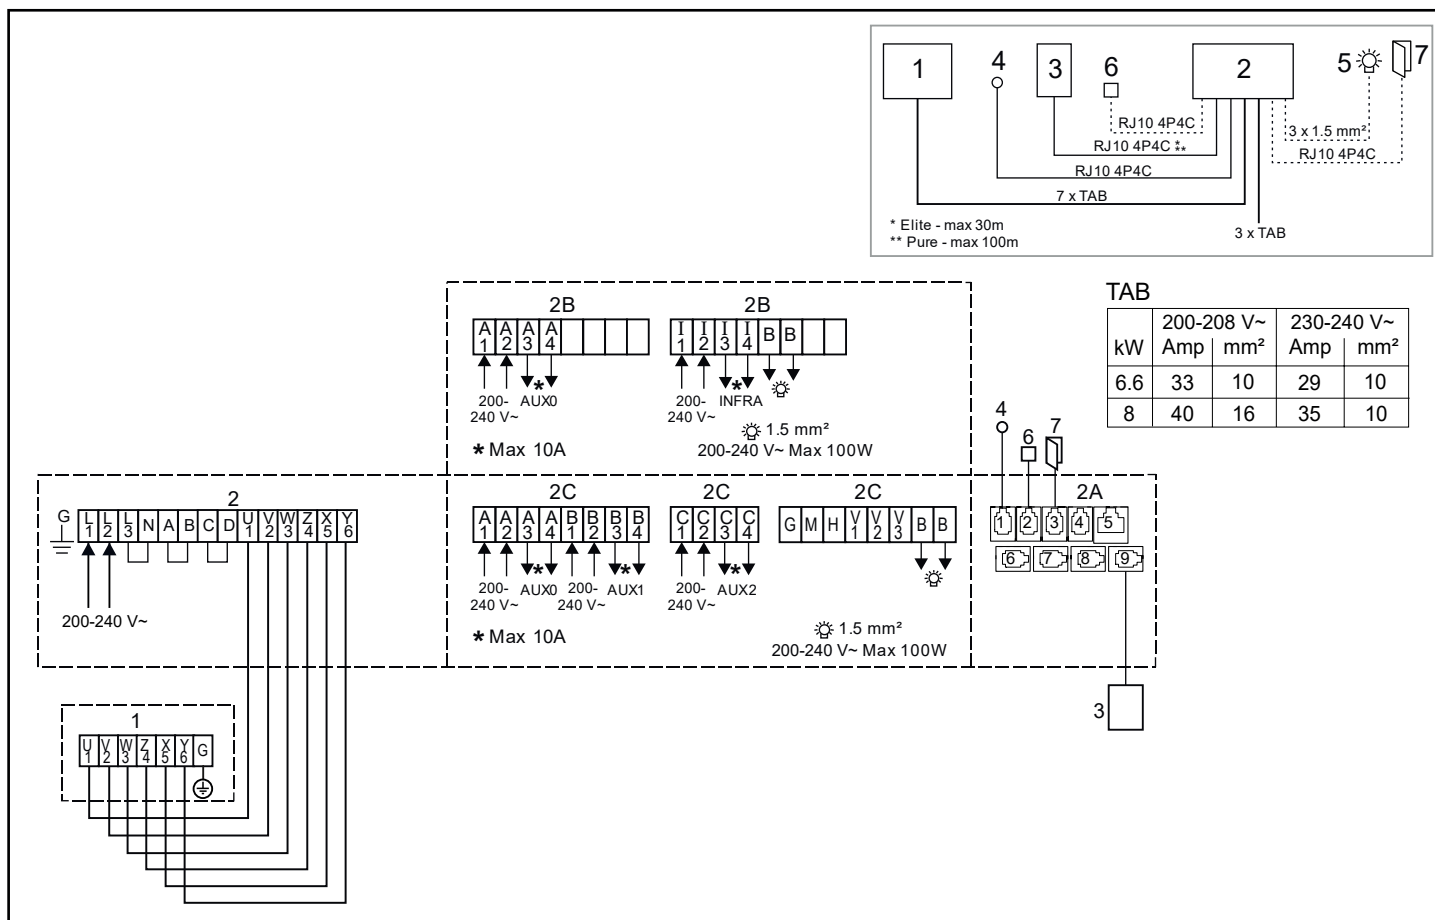 1
4
3
6
2
5
7
RJ10 4P4C
3 x 1.5 mm²
RJ10 4P4C * **
RJ10 4P4C
RJ10 4P4C
7 x TAB
* Elite - max 30m
** Pure - max 100m
3 x TAB
TAB
200-208 V~ 230-240 V~
kW Amp mm² Amp mm²
6.6 33 10 29 10
8 40 16 35 10
2B
A1 A2 A3 A4
200-240 V~
* AUX0
* Max 10A
2B
I1 I2 I3 I4 B B
200-240 V~
* INFRA
1.5 mm²
200-240 V~ Max 100W
2
G L1 L2 L3 N A B C D U1 V2 W3 Z4 X5 Y6
200-240 V~
2C
A1 A2 A3 A4 B1 B2 B3 B4
200-240 V~
* AUX0
200-240 V~
* AUX1
* Max 10A
2C
C1 C2 C3 C4
200-240 V~
* AUX2
2C
G M H V1 V2 V3 B B
1.5 mm²
200-240 V~ Max 100W
4
6
7
2A
1 2 3 4 5
6 7 8 9
3
1
U1 V2 W3 Z4 X5 Y6 G